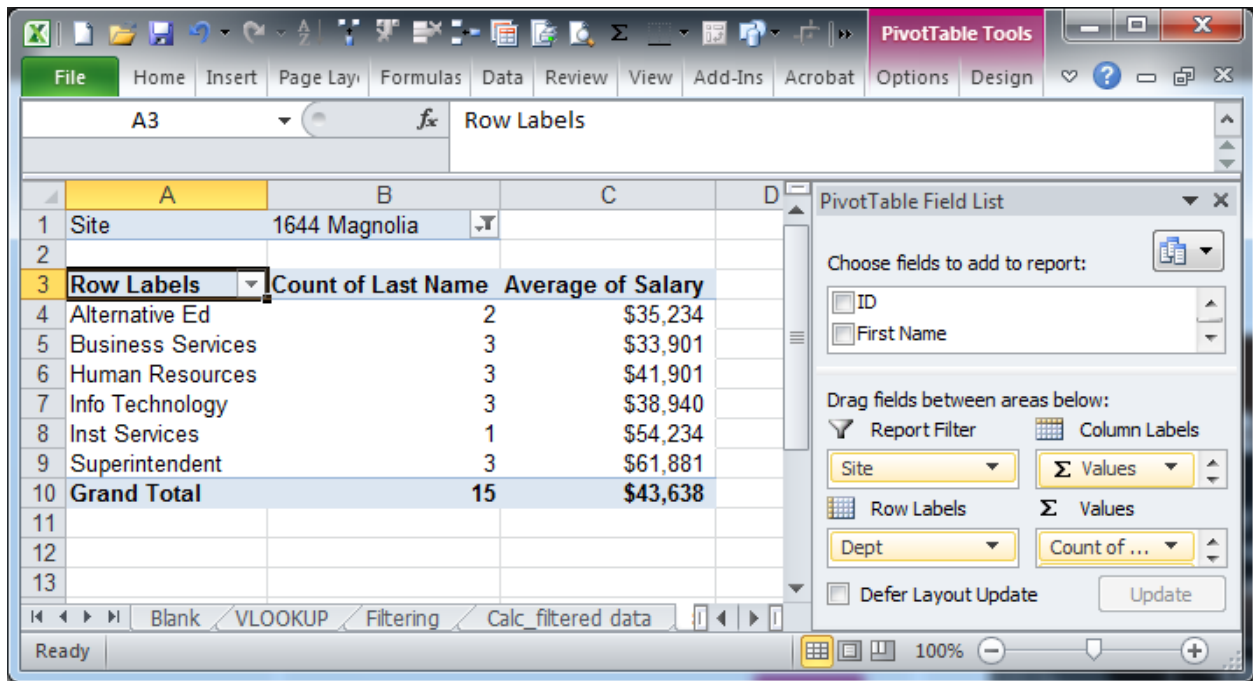 PivotTable Tools
File Home Insert Page Layı Formulas Data Review View Add-Ins Acrobat Options Design
A3 fx Row Labels
A B C D
PivotTable Field List
1 Site 1644 Magnolia
2
Choose fields to add to report:
3 Row Labels Count of Last Name Average of Salary
ID
4 Alternative Ed 2 $35,234
First Name
5 Business Services 3 $33,901
6 Human Resources 3 $41,901
7 Info Technology 3 $38,940
Drag fields between areas below:
8 Inst Services 1 $54,234
Report Filter Column Labels
9 Superintendent 3 $61,881
Site Σ Values
10 Grand Total 15 $43,638
Row Labels Σ Values
11
12
Dept Count of ...
13
Defer Layout Update Update
Blank VLOOKUP Filtering Calc_filtered data
Ready 100%